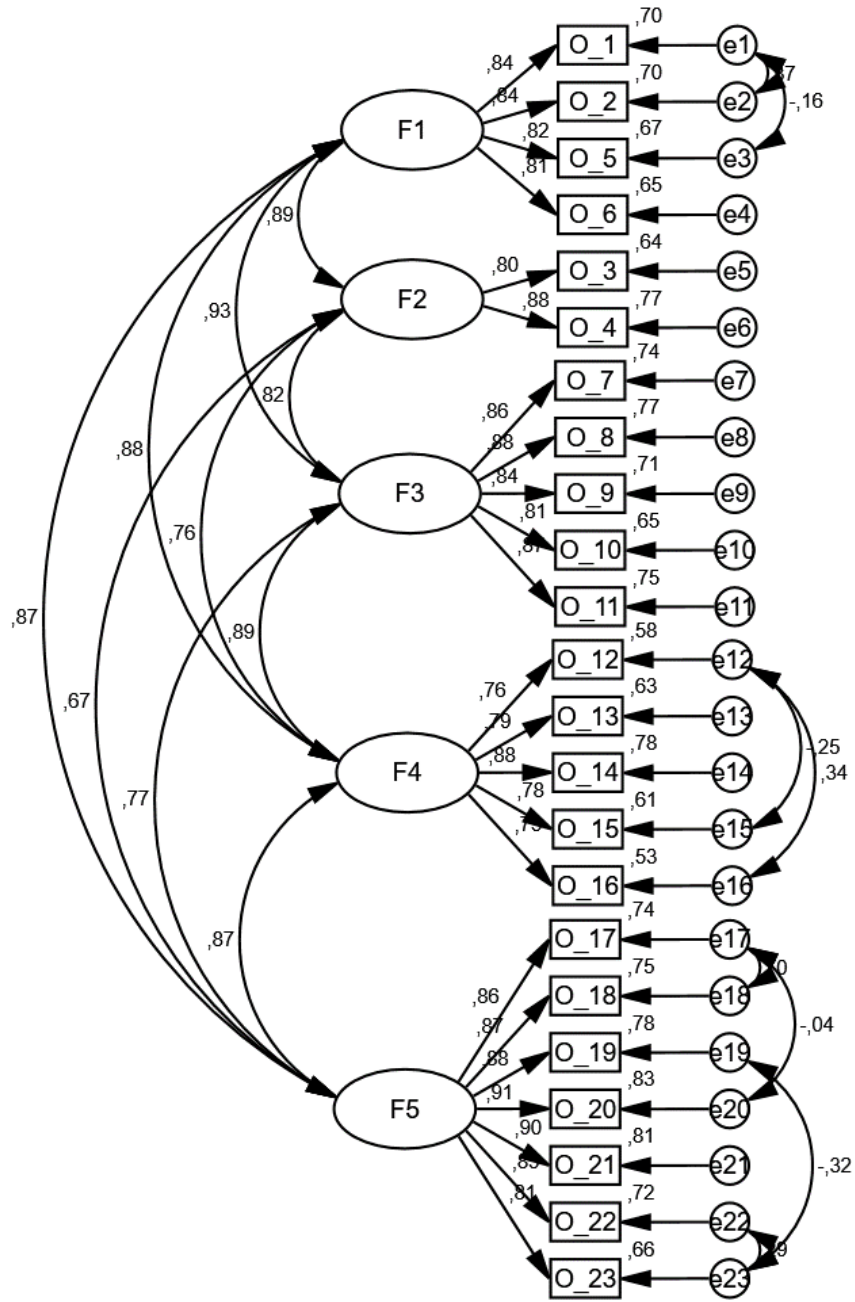 ,70
O_1
e1
,84
,70
O_2
e2
,84
-,16
,67
O_5
e3
,82
F1
,65
O_6
e4
,81
,89
,64
O_3
e5
,80
F2
,77
O_4
e6
,88
,93
,74
O_7
e7
,86
82
,77
O_8
e8
,88
,88
,71
O_9
e9
,84
F3
,65
O_10
e10
,81
,76
,75
O_11
e11
,87
,89
,58
O_12
e12
,76
,67
,63
O_13
e13
,79
-,25
,34
,78
O_14
e14
,88
F4
,77
,61
O_15
e15
,78
,53
O_16
e16
,87
,74
O_17
e17
,86
,75
O_18
e18
,87
-,04
,78
O_19
e19
,88
,83
O_20
e20
,91
F5
,81
O_21
e21
,90
-,32
,72
O_22
e22
,66
O_23
e23
,81
,87